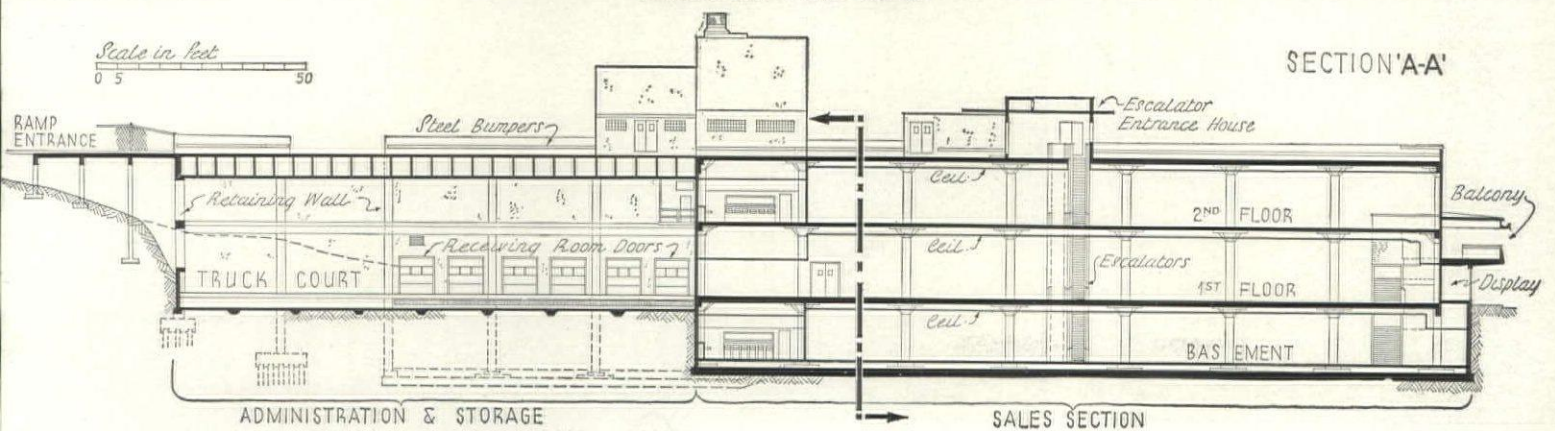 Scale in Feet
0 5 50
SECTION 'A-A'
RAMP
ENTRANCE
Steel Bumpers
Escalator
Entrance House
Ceil.
Retaining Wall
Balcony
2ND FLOOR
Receiving Room Doors
Ceil.
Escalators
TRUCK COURT
1ST FLOOR
Display
Ceil.
BASEMENT
ADMINISTRATION & STORAGE
SALES SECTION